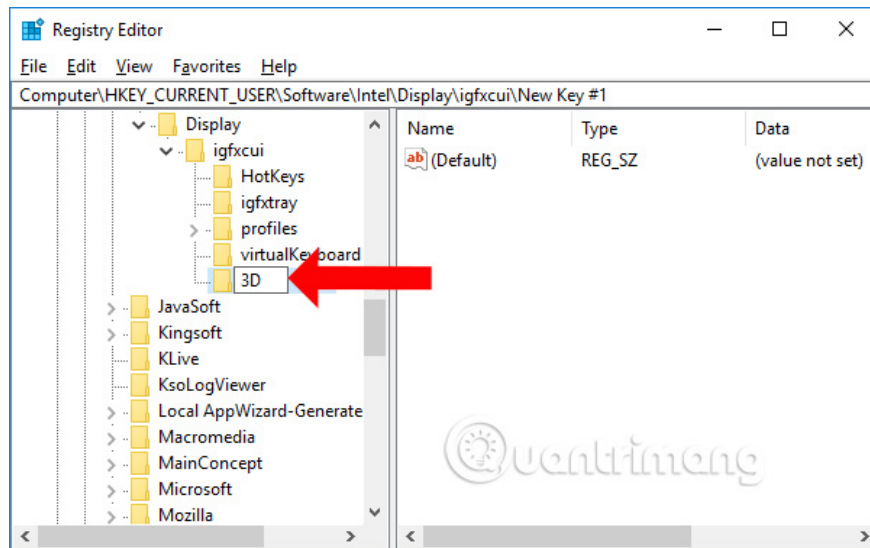 Registry Editor
File Edit View Favorites Help
Computer\HKEY_CURRENT_USER\Software\Intel\Display\igfxcui\New Key #1
Display
igfxcui
HotKeys
igfxtray
profiles
virtualKeyboard
3D
JavaSoft
Kingsoft
KLive
KsoLogViewer
Local AppWizard-Generate
Macromedia
MainConcept
Microsoft
Mozilla
Name Type Data
ab (Default) REG_SZ (value not set)
Quantrimang